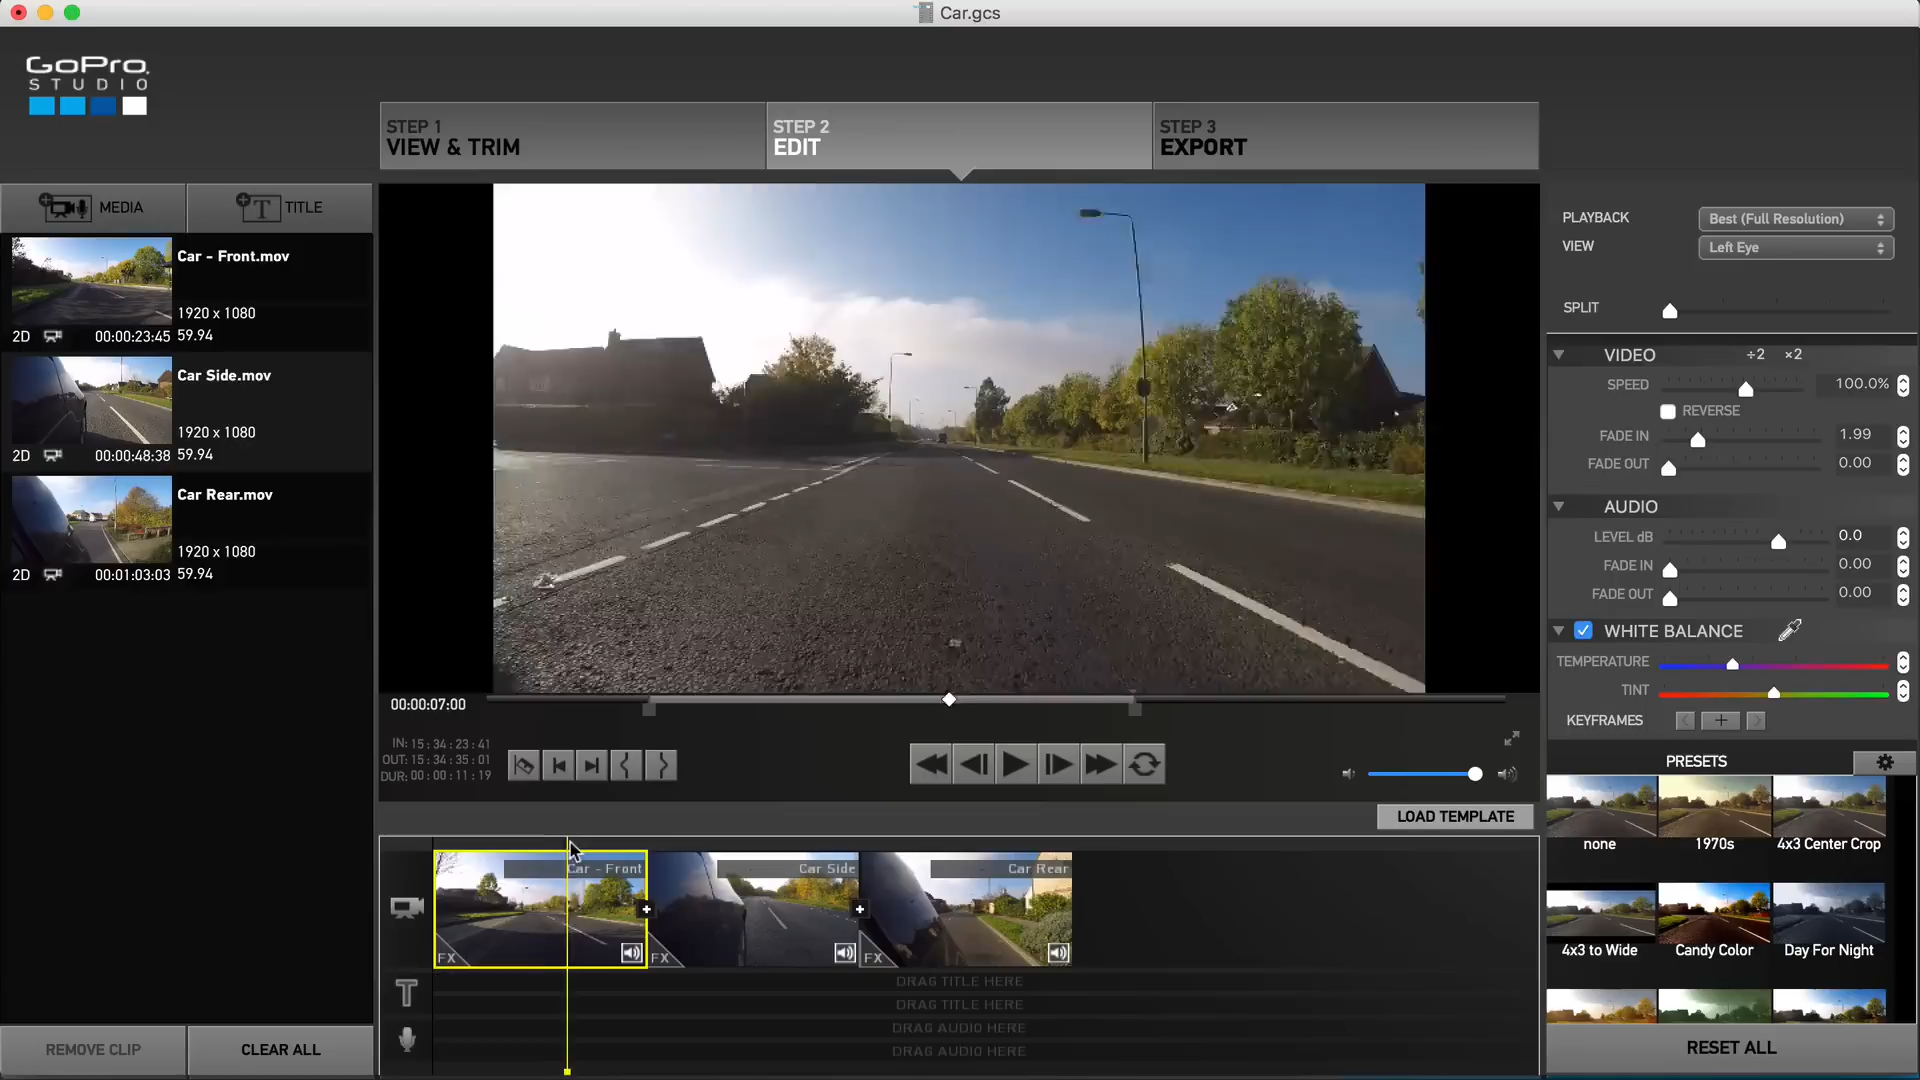 Car.gcs
GoPro.
STUDIO
STEP 1
VIEW & TRIM
STEP 2
EDIT
STEP 3
EXPORT
MEDIA
T TITLE
Car - Front.mov
1920 x 1080
2D 00:00:23:45 59.94
Car Side.mov
1920 x 1080
2D 00:00:48:38 59.94
Car Rear.mov
1920 x 1080
2D 00:01:03:03 59.94
REMOVE CLIP
CLEAR ALL
00:00:07:00
IN: 15:34:23:41
OUT: 15:34:35:01
DUR: 00:00:11:19
LOAD TEMPLATE
Car - Front
Car Side
Car Rear
FX
FX
FX
T
DRAG TITLE HERE
DRAG TITLE HERE
DRAG AUDIO HERE
DRAG AUDIO HERE
PLAYBACK Best (Full Resolution)
VIEW Left Eye
SPLIT
VIDEO ÷2 ×2
SPEED 100.0%
REVERSE
FADE IN 1.99
FADE OUT 0.00
AUDIO
LEVEL dB 0.0
FADE IN 0.00
FADE OUT 0.00
WHITE BALANCE
TEMPERATURE
TINT
KEYFRAMES < + >
PRESETS
none
1970s
4x3 Center Crop
4x3 to Wide
Candy Color
Day For Night
RESET ALL